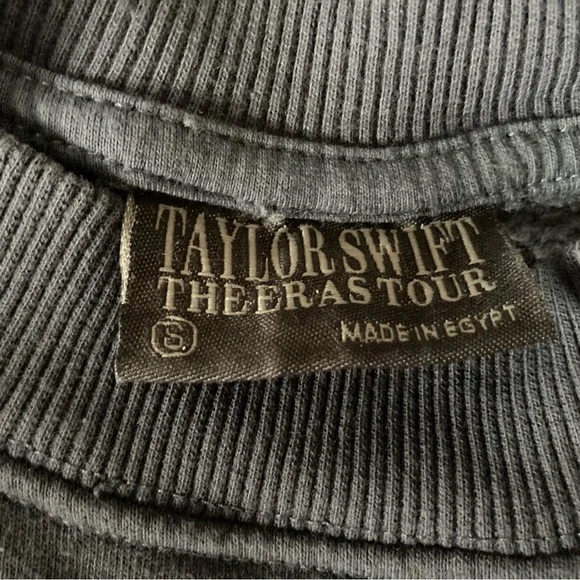 TAYLOR SWIFT
THE ERAS TOUR
S MADE IN EGYPT